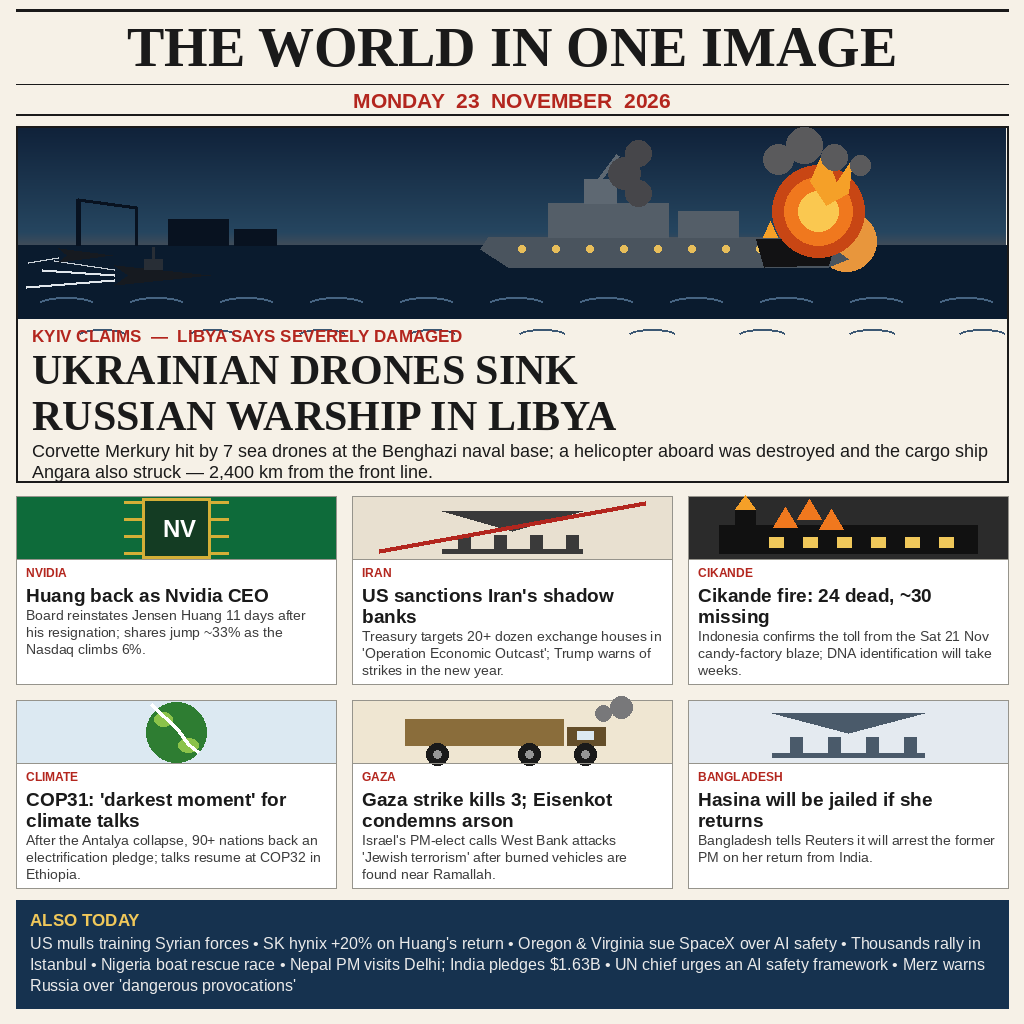 THE WORLD IN ONE IMAGE
MONDAY 23 NOVEMBER 2026
KYIV CLAIMS — LIBYA SAYS SEVERELY DAMAGED
UKRAINIAN DRONES SINK
RUSSIAN WARSHIP IN LIBYA
Corvette Merkury hit by 7 sea drones at the Benghazi naval base; a helicopter aboard was destroyed and the cargo ship
Angara also struck — 2,400 km from the front line.
NV
NVIDIA
Huang back as Nvidia CEO
Board reinstates Jensen Huang 11 days after
his resignation; shares jump ~33% as the
Nasdaq climbs 6%.
IRAN
US sanctions Iran's shadow
banks
Treasury targets 20+ dozen exchange houses in
'Operation Economic Outcast'; Trump warns of
strikes in the new year.
CIKANDE
Cikande fire: 24 dead, ~30
missing
Indonesia confirms the toll from the Sat 21 Nov
candy-factory blaze; DNA identification will take
weeks.
CLIMATE
COP31: 'darkest moment' for
climate talks
After the Antalya collapse, 90+ nations back an
electrification pledge; talks resume at COP32 in
Ethiopia.
GAZA
Gaza strike kills 3; Eisenkot
condemns arson
Israel's PM-elect calls West Bank attacks
'Jewish terrorism' after burned vehicles are
found near Ramallah.
BANGLADESH
Hasina will be jailed if she
returns
Bangladesh tells Reuters it will arrest the former
PM on her return from India.
ALSO TODAY
US mulls training Syrian forces • SK hynix +20% on Huang's return • Oregon & Virginia sue SpaceX over AI safety • Thousands rally in
Istanbul • Nigeria boat rescue race • Nepal PM visits Delhi; India pledges $1.63B • UN chief urges an AI safety framework • Merz warns
Russia over 'dangerous provocations'